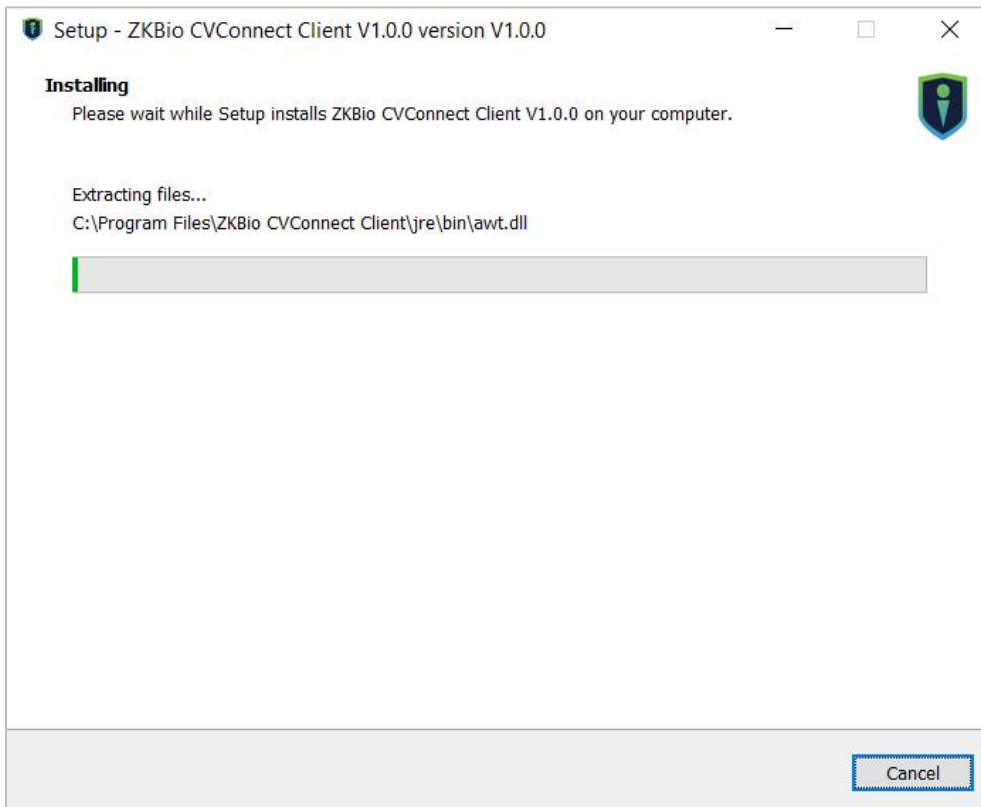 Setup - ZKBio CVConnect Client V1.0.0 version V1.0.0
Installing
Please wait while Setup installs ZKBio CVConnect Client V1.0.0 on your computer.
Extracting files...
C:\Program Files\ZKBio CVConnect Client\jre\bin\awt.dll
Cancel